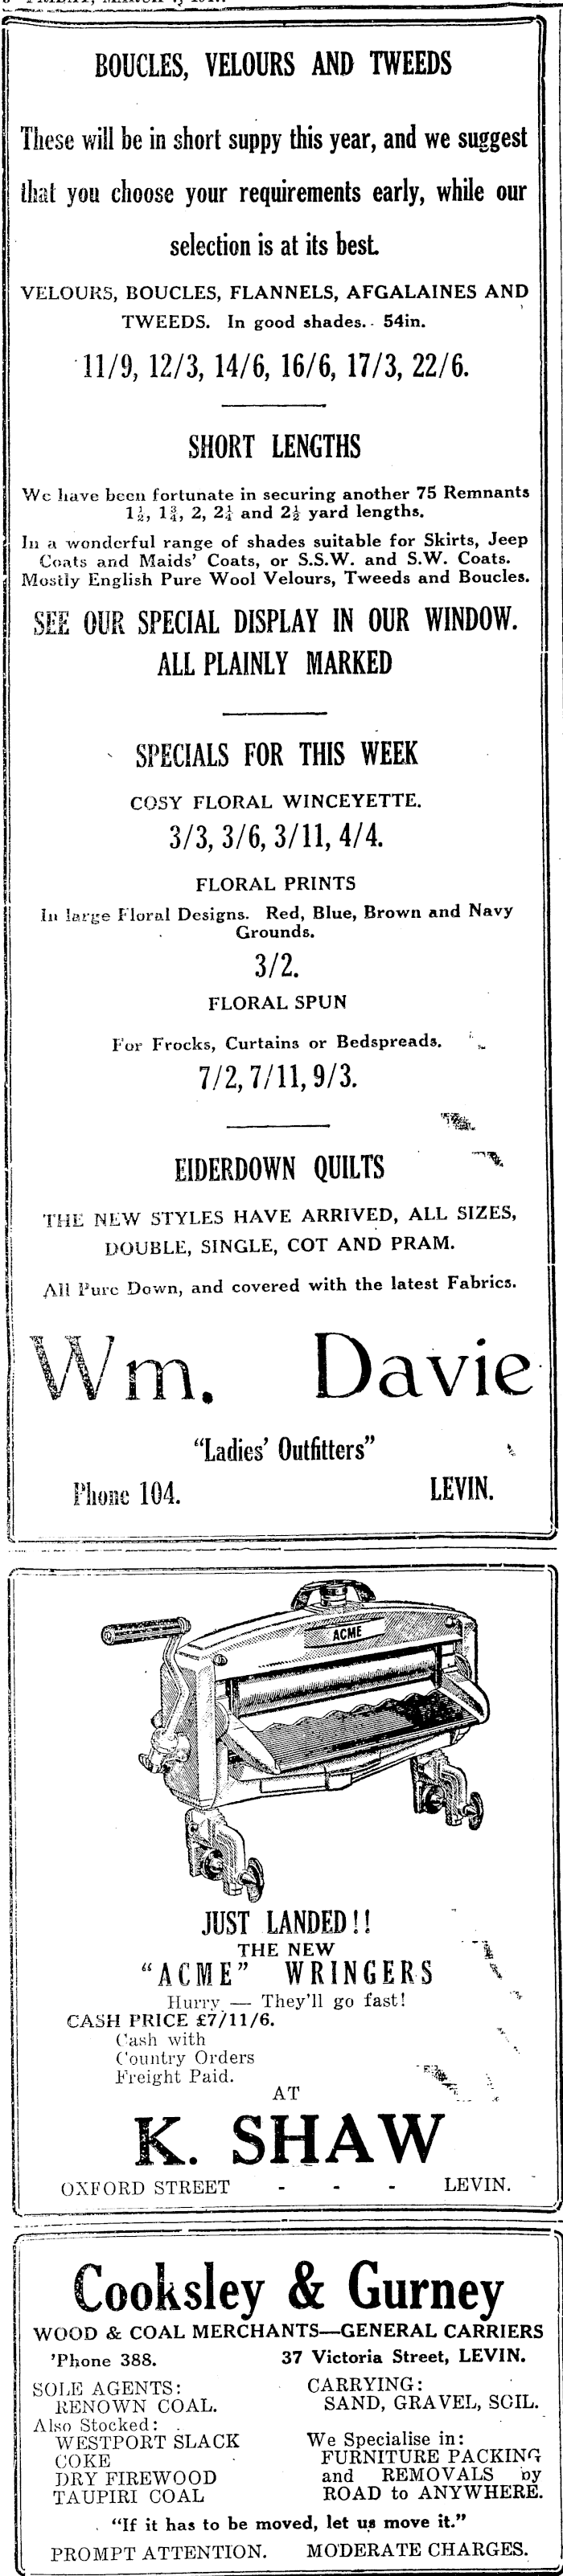 BOUCLES, VELOURS AND TWEEDS
These will be in short suppy this year, and we suggest
that you choose your requirements early, while our
selection is at its best.
VELOURS, BOUCLES, FLANNELS, AFGALAINES AND
TWEEDS. In good shades. 54in.
11/9, 12/3, 14/6, 16/6, 17/3, 22/6.
SHORT LENGTHS
We have been fortunate in securing another 75 Remnants
1½, 1¾, 2, 2¼ and 2½ yard lengths.
In a wonderful range of shades suitable for Skirts, Jeep
Coats and Maids' Coats, or S.S.W. and S.W. Coats.
Mostly English Pure Wool Velours, Tweeds and Boucles.
SEE OUR SPECIAL DISPLAY IN OUR WINDOW.
ALL PLAINLY MARKED
SPECIALS FOR THIS WEEK
COSY FLORAL WINCEYETTE.
3/3, 3/6, 3/11, 4/4.
FLORAL PRINTS
In large Floral Designs. Red, Blue, Brown and Navy
Grounds.
3/2.
FLORAL SPUN
For Frocks, Curtains or Bedspreads.
7/2, 7/11, 9/3.
EIDERDOWN QUILTS
THE NEW STYLES HAVE ARRIVED, ALL SIZES,
DOUBLE, SINGLE, COT AND PRAM.
All Pure Down, and covered with the latest Fabrics.
Wm. Davie
"Ladies' Outfitters"
Phone 104. LEVIN.
ACME
JUST LANDED!!
THE NEW
"ACME" WRINGERS
Hurry — They'll go fast!
CASH PRICE £7/11/6.
Cash with
Country Orders
Freight Paid.
AT
K. SHAW
OXFORD STREET - - - LEVIN.
Cooksley & Gurney
WOOD & COAL MERCHANTS—GENERAL CARRIERS
'Phone 388. 37 Victoria Street, LEVIN.
SOLE AGENTS:
RENOWN COAL.
Also Stocked:
WESTPORT SLACK
COKE
DRY FIREWOOD
TAUPIRI COAL
CARRYING:
SAND, GRAVEL, SOIL.
We Specialise in:
FURNITURE PACKING
and REMOVALS by
ROAD to ANYWHERE.
"If it has to be moved, let us move it."
PROMPT ATTENTION. MODERATE CHARGES.